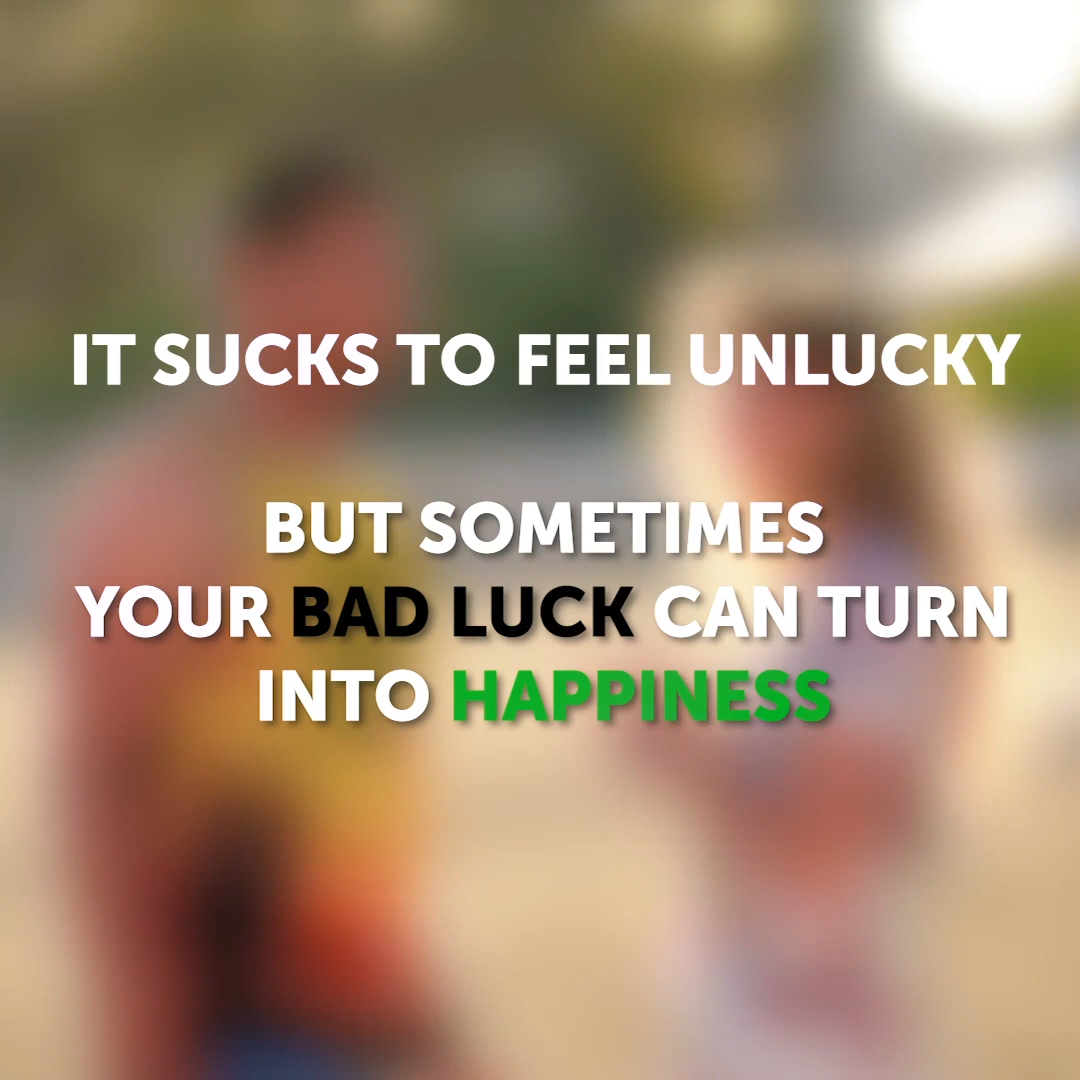 IT SUCKS TO FEEL UNLUCKY
BUT SOMETIMES
YOUR BAD LUCK CAN TURN
INTO HAPPINESS